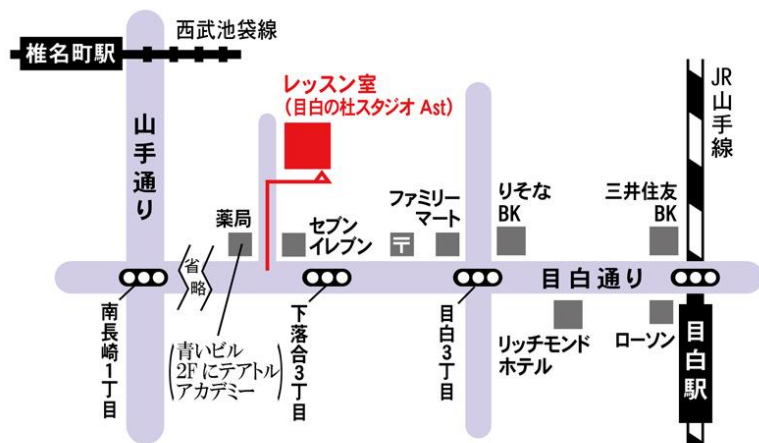 西武池袋線
椎名町駅
山手通り
レッスン室
(目白の杜スタジオ Ast)
JR
山手線
薬局
セブン
イレブン
〒
ファミリー
マート
りそな
BK
三井住友
BK
省略
目白通り
南長崎1丁目
(青いビル
2Fにテアトル
アカデミー)
下落合3丁目
目白3丁目
リッチモンド
ホテル
ローソン
目白駅